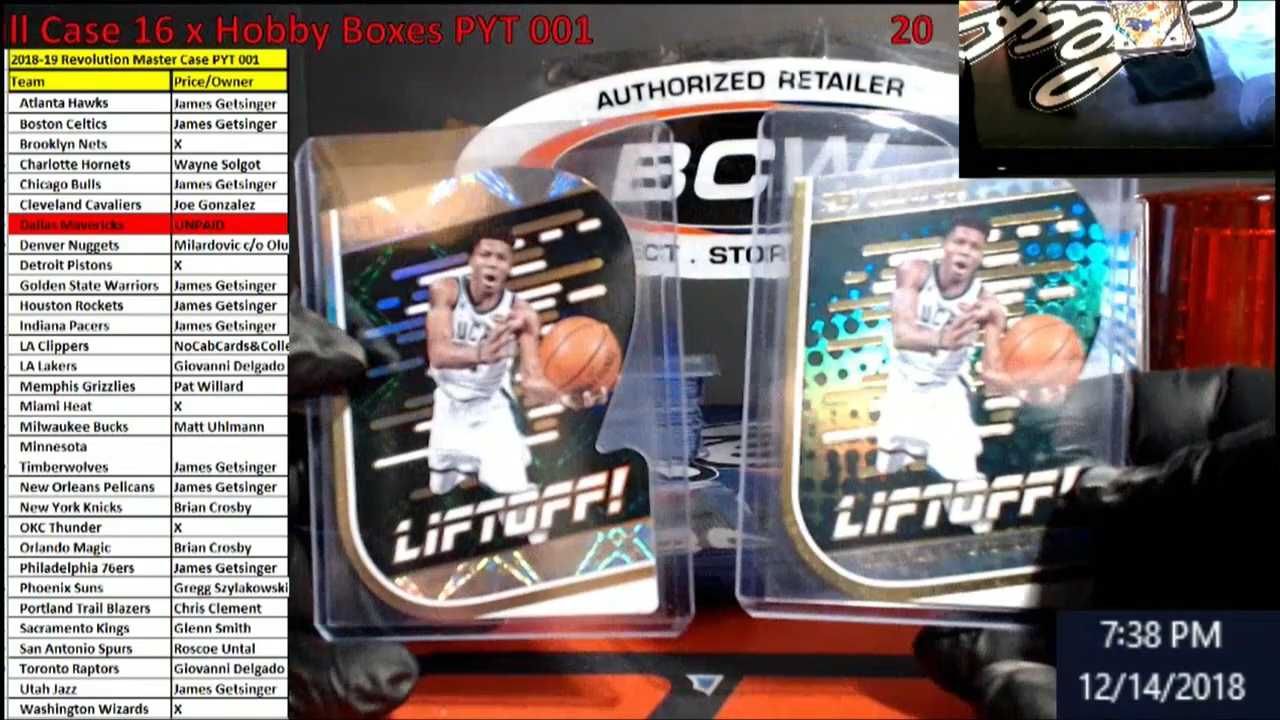 ll Case 16 x Hobby Boxes PYT 001
20
2018-19 Revolution Master Case PYT 001
Team Price/Owner
Atlanta Hawks James Getsinger
Boston Celtics James Getsinger
Brooklyn Nets X
Charlotte Hornets Wayne Solgot
Chicago Bulls James Getsinger
Cleveland Cavaliers Joe Gonzalez
Dallas Mavericks UNPAID
Denver Nuggets Milardovic c/o Olu
Detroit Pistons X
Golden State Warriors James Getsinger
Houston Rockets James Getsinger
Indiana Pacers James Getsinger
LA Clippers NoCabCards&Colle
LA Lakers Giovanni Delgado
Memphis Grizzlies Pat Willard
Miami Heat X
Milwaukee Bucks Matt Uhlmann
Minnesota
Timberwolves James Getsinger
New Orleans Pelicans James Getsinger
New York Knicks Brian Crosby
OKC Thunder X
Orlando Magic Brian Crosby
Philadelphia 76ers James Getsinger
Phoenix Suns Gregg Szylakowski
Portland Trail Blazers Chris Clement
Sacramento Kings Glenn Smith
San Antonio Spurs Roscoe Untal
Toronto Raptors Giovanni Delgado
Utah Jazz James Getsinger
Washington Wizards X
AUTHORIZED RETAILER
BCW
ECT . STOR
UCK
LIFTOFF!
UCK
LIFTOFF!
7:38 PM
12/14/2018